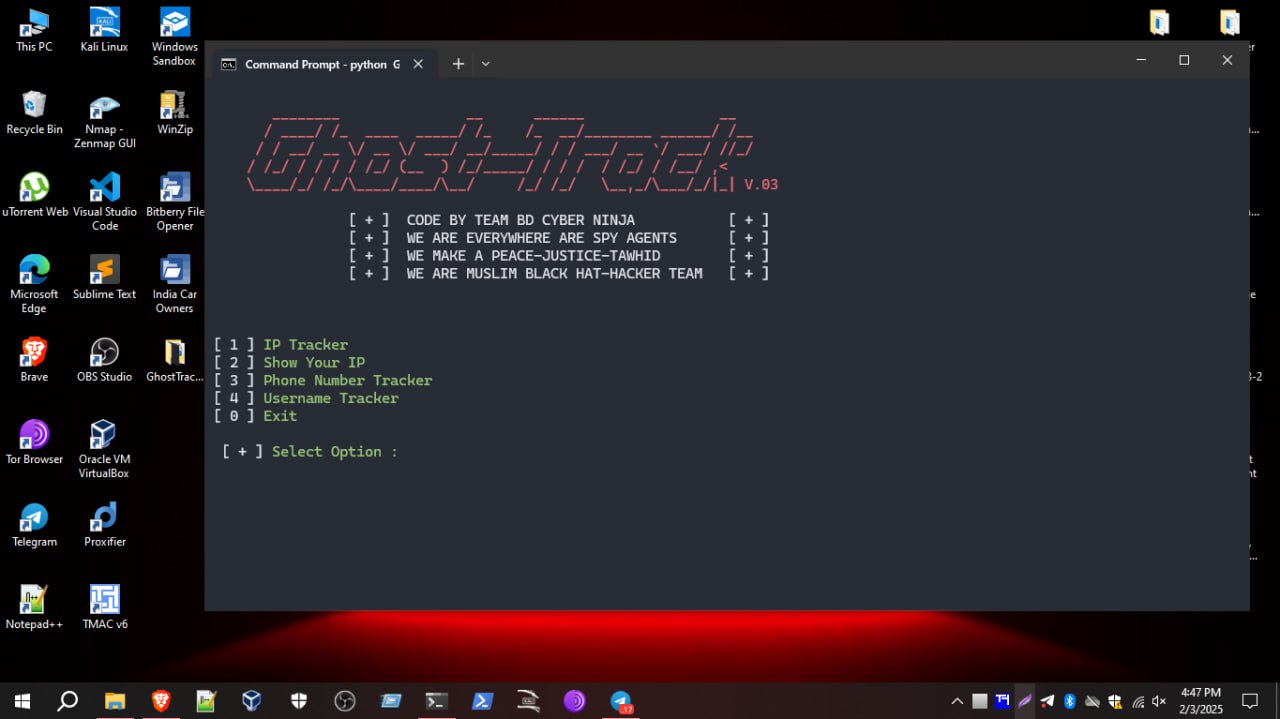 This PC
Kali Linux
Windows Sandbox
Recycle Bin
Nmap - Zenmap GUI
WinZip
uTorrent Web
Visual Studio Code
Bitberry File Opener
Microsoft Edge
Sublime Text
India Car Owners
Brave
OBS Studio
GhostTrac...
Tor Browser
Oracle VM VirtualBox
Telegram
Proxifier
Notepad++
TMAC v6
Command Prompt - python G
Ghost-Track V.03
[ + ] CODE BY TEAM BD CYBER NINJA [ + ]
[ + ] WE ARE EVERYWHERE ARE SPY AGENTS [ + ]
[ + ] WE MAKE A PEACE-JUSTICE-TAWHID [ + ]
[ + ] WE ARE MUSLIM BLACK HAT-HACKER TEAM [ + ]
[ 1 ] IP Tracker
[ 2 ] Show Your IP
[ 3 ] Phone Number Tracker
[ 4 ] Username Tracker
[ 0 ] Exit
[ + ] Select Option :
4:47 PM
2/3/2025